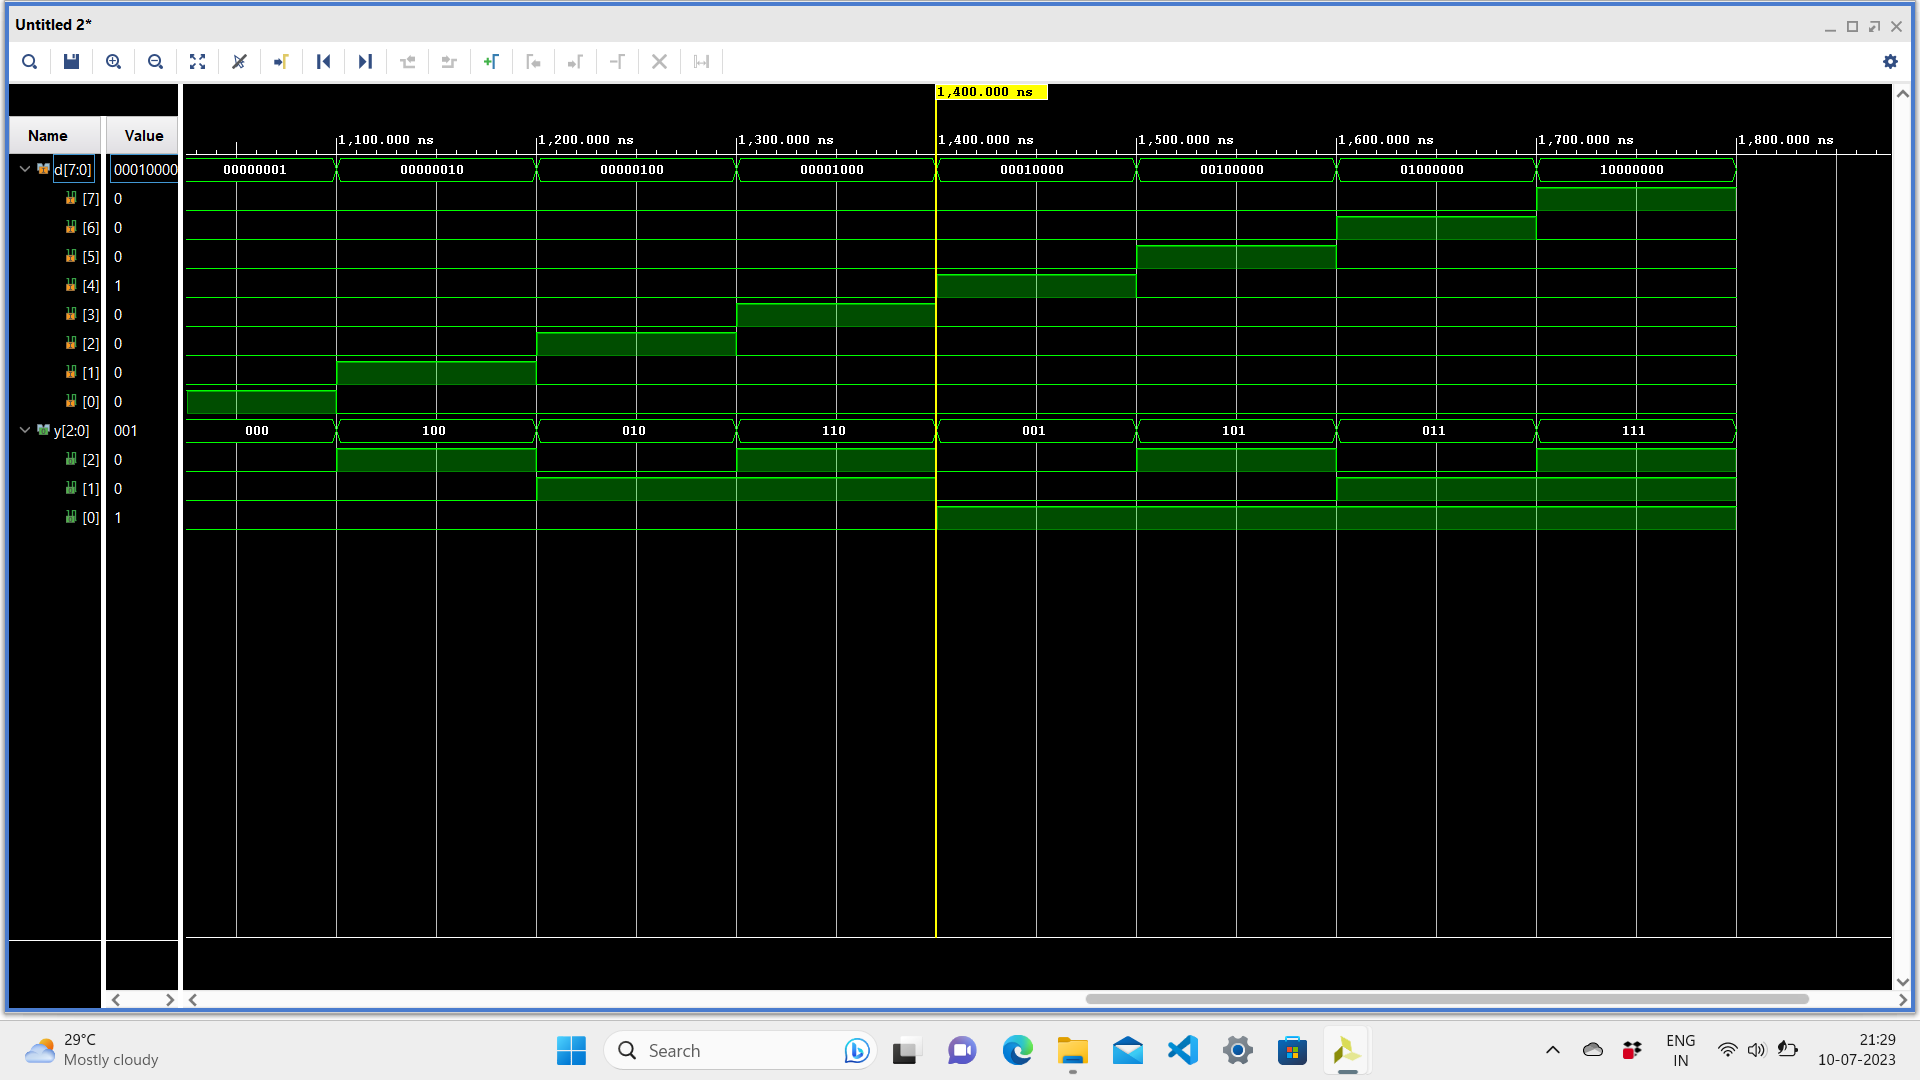 Untitled 2*
1,400.000 ns
Name Value
1,100.000 ns 1,200.000 ns 1,300.000 ns 1,400.000 ns 1,500.000 ns 1,600.000 ns 1,700.000 ns 1,800.000 ns
d[7:0] 00010000 00000001 00000010 00000100 00001000 00010000 00100000 01000000 10000000
[7] 0
[6] 0
[5] 0
[4] 1
[3] 0
[2] 0
[1] 0
[0] 0
y[2:0] 001 000 100 010 110 001 101 011 111
[2] 0
[1] 0
[0] 1
29°C
Mostly cloudy
Search
ENG
IN
21:29
10-07-2023